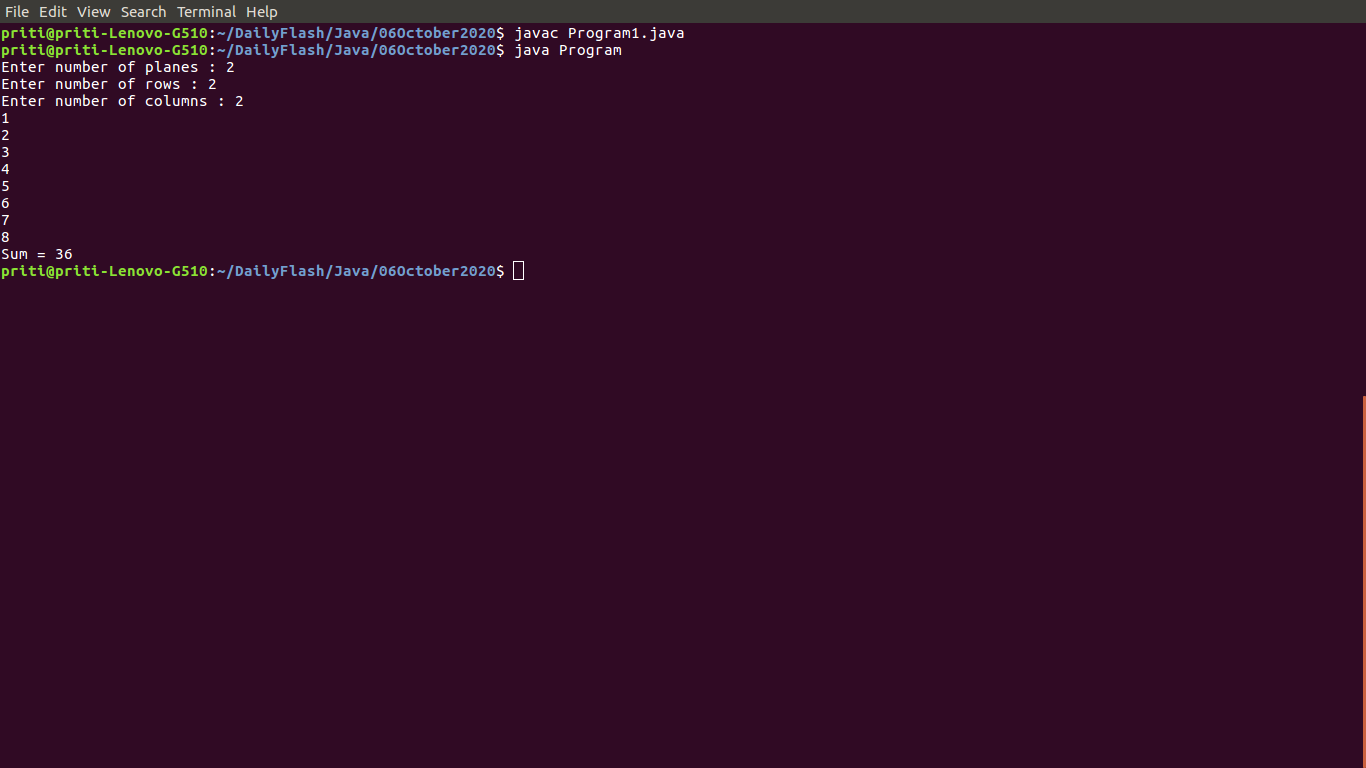 File Edit View Search Terminal Help
priti@priti-Lenovo-G510:~/DailyFlash/Java/06October2020$ javac Program1.java
priti@priti-Lenovo-G510:~/DailyFlash/Java/06October2020$ java Program
Enter number of planes : 2
Enter number of rows : 2
Enter number of columns : 2
1
2
3
4
5
6
7
8
Sum = 36
priti@priti-Lenovo-G510:~/DailyFlash/Java/06October2020$